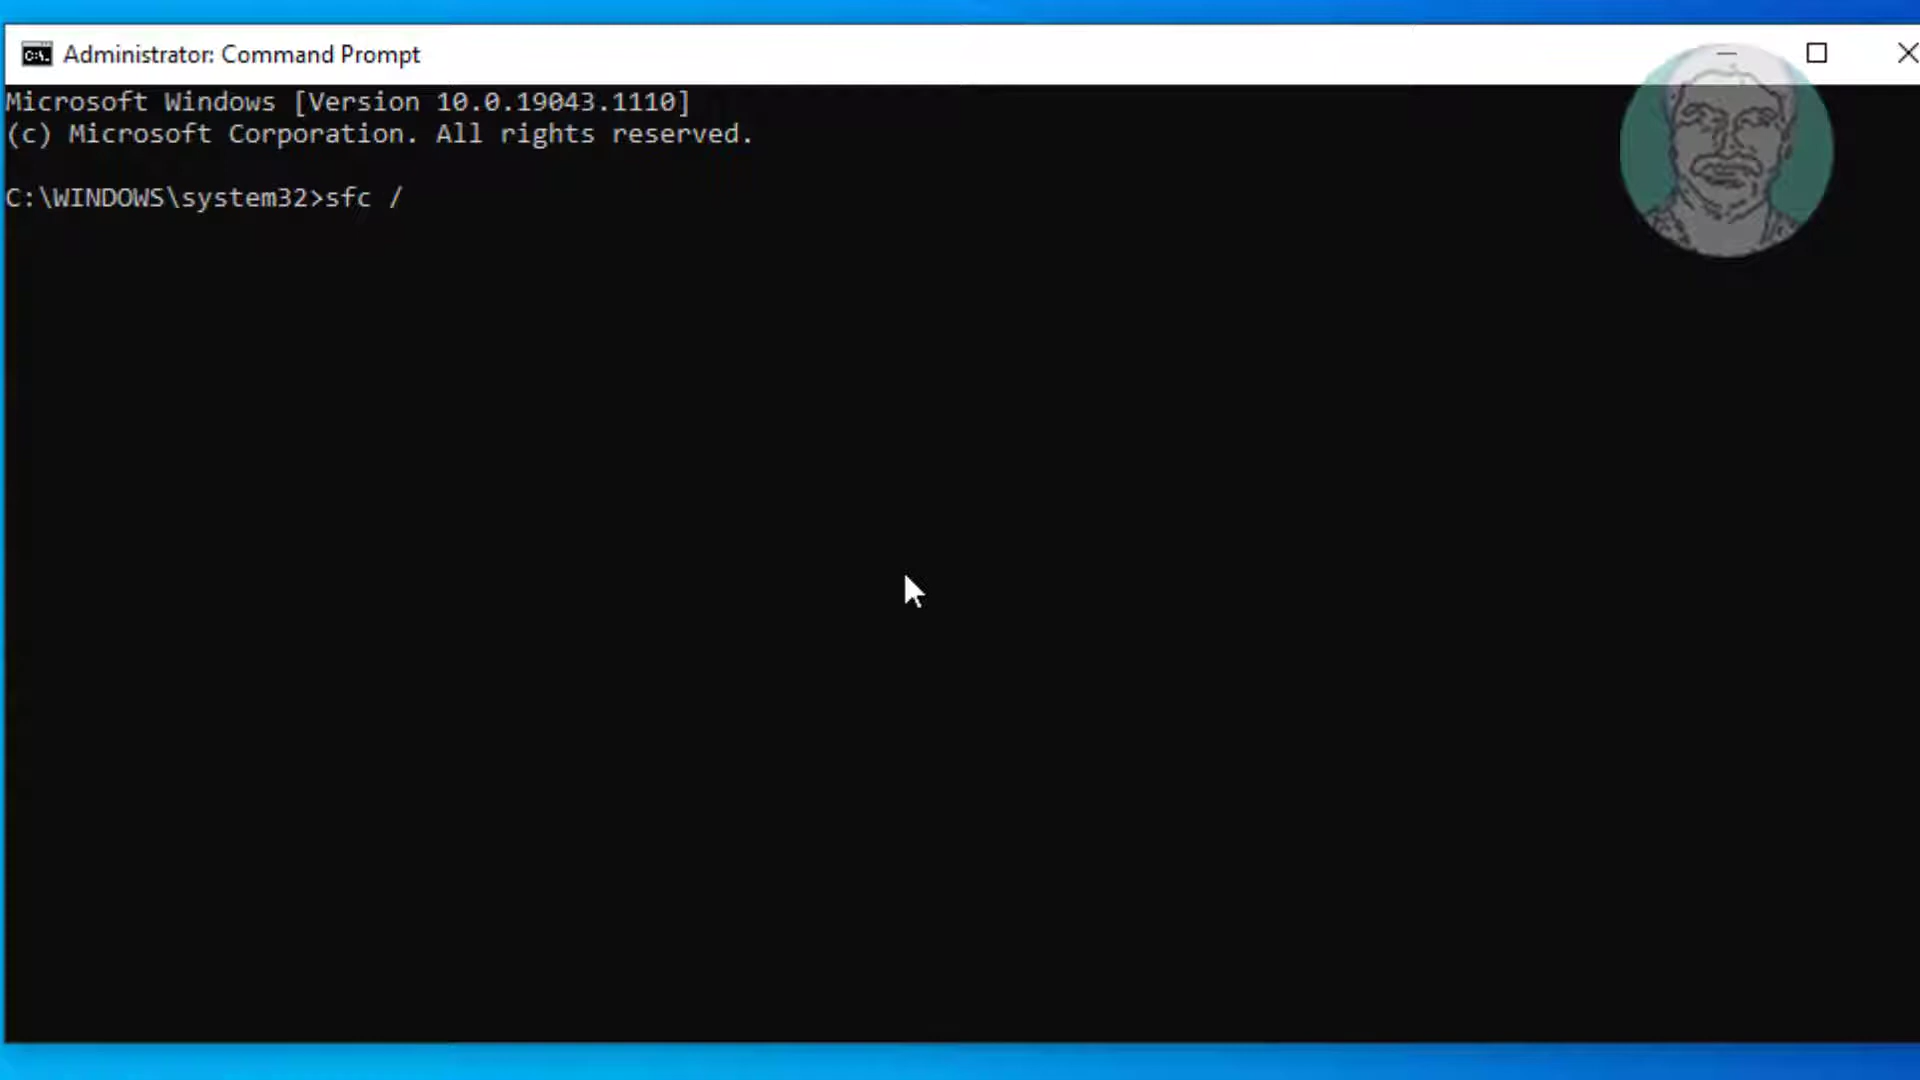 Administrator: Command Prompt
Microsoft Windows [Version 10.0.19043.1110]
(c) Microsoft Corporation. All rights reserved.
C:\WINDOWS\system32>sfc /